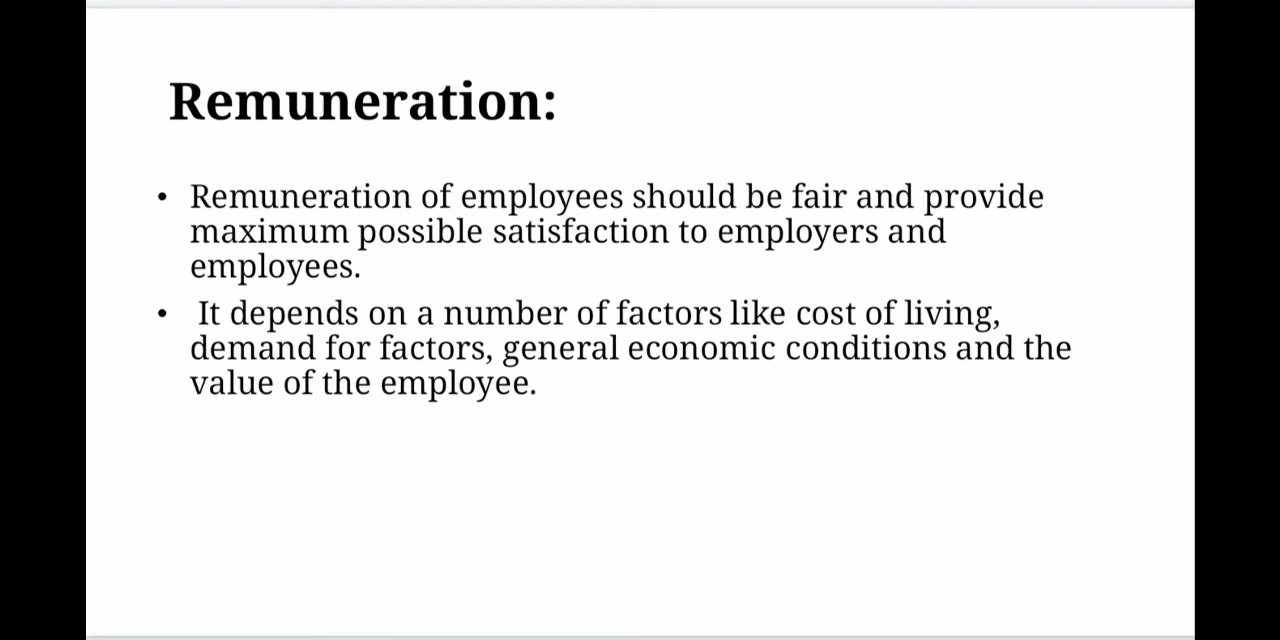 Remuneration:
• Remuneration of employees should be fair and provide
maximum possible satisfaction to employers and
employees.
• It depends on a number of factors like cost of living,
demand for factors, general economic conditions and the
value of the employee.